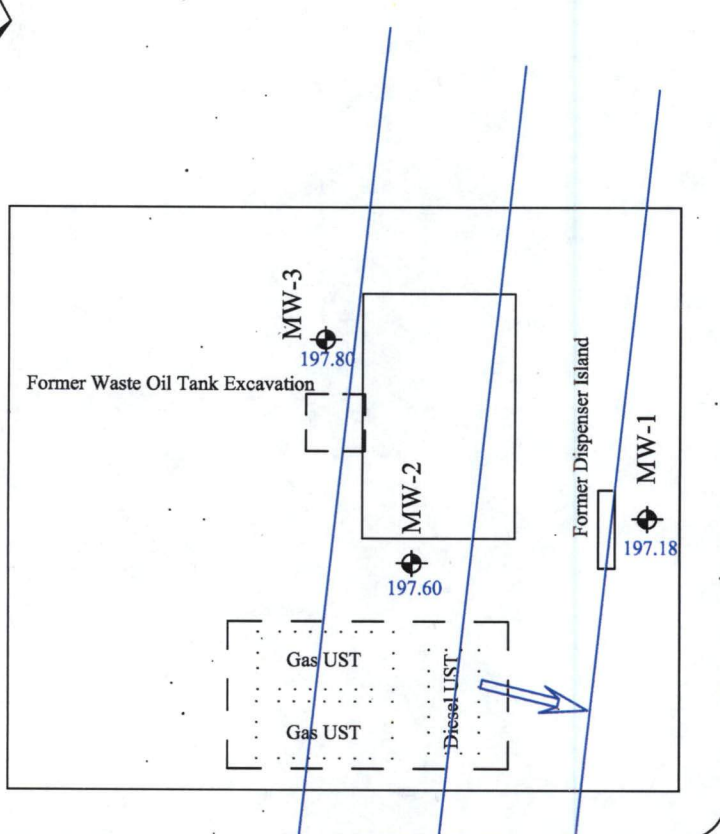 MW-3
197.80
Former Waste Oil Tank Excavation
Former Dispenser Island
MW-1
197.18
MW-2
197.60
Gas UST
Gas UST
Diesel UST